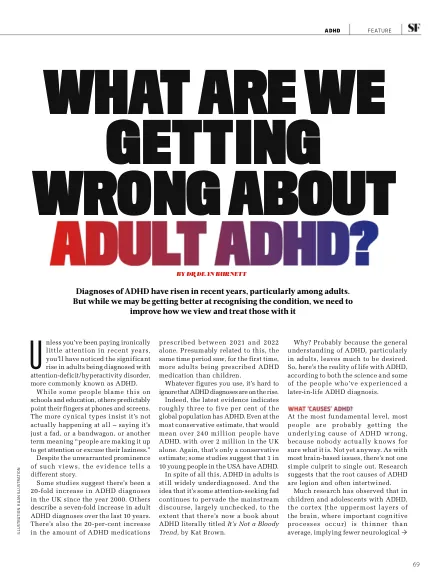 ADHD
FEATURE
SF
WHAT ARE WE
GETTING
WRONG ABOUT
ADULT ADHD?
BY DR DEAN BURNETT
Diagnoses of ADHD have risen in recent years, particularly among adults.
But while we may be getting better at recognising the condition, we need to
improve how we view and treat those with it
Unless you've been paying ironically
little attention in recent years,
you'll have noticed the significant
rise in adults being diagnosed with
attention-deficit/hyperactivity disorder,
more commonly known as ADHD.
While some people blame this on
schools and education, others predictably
point their fingers at phones and screens.
The more cynical types insist it's not
actually happening at all – saying it's
just a fad, or a bandwagon, or another
term meaning "people are making it up
to get attention or excuse their laziness."
Despite the unwarranted prominence
of such views, the evidence tells a
different story.
Some studies suggest there's been a
20-fold increase in ADHD diagnoses
in the UK since the year 2000. Others
describe a seven-fold increase in adult
ADHD diagnoses over the last 10 years.
There's also the 20-per-cent increase
in the amount of ADHD medications
prescribed between 2021 and 2022
alone. Presumably related to this, the
same time period saw, for the first time,
more adults being prescribed ADHD
medication than children.
Whatever figures you use, it's hard to
ignore that ADHD diagnoses are on the rise.
Indeed, the latest evidence indicates
roughly three to five per cent of the
global population has ADHD. Even at the
most conservative estimate, that would
mean over 240 million people have
ADHD, with over 2 million in the UK
alone. Again, that's only a conservative
estimate; some studies suggest that 1 in
10 young people in the USA have ADHD.
In spite of all this, ADHD in adults is
still widely underdiagnosed. And the
idea that it's some attention-seeking fad
continues to pervade the mainstream
discourse, largely unchecked, to the
extent that there's now a book about
ADHD literally titled It's Not a Bloody
Trend, by Kat Brown.
Why? Probably because the general
understanding of ADHD, particularly
in adults, leaves much to be desired.
So, here's the reality of life with ADHD,
according to both the science and some
of the people who've experienced a
later-in-life ADHD diagnosis.
WHAT 'CAUSES' ADHD?
At the most fundamental level, most
people are probably getting the
underlying cause of ADHD wrong,
because nobody actually knows for
sure what it is. Not yet anyway. As with
most brain-based issues, there's not one
simple culprit to single out. Research
suggests that the root causes of ADHD
are legion and often intertwined.
Much research has observed that in
children and adolescents with ADHD,
the cortex (the uppermost layers of
the brain, where important cognitive
processes occur) is thinner than
average, implying fewer neurological →
69